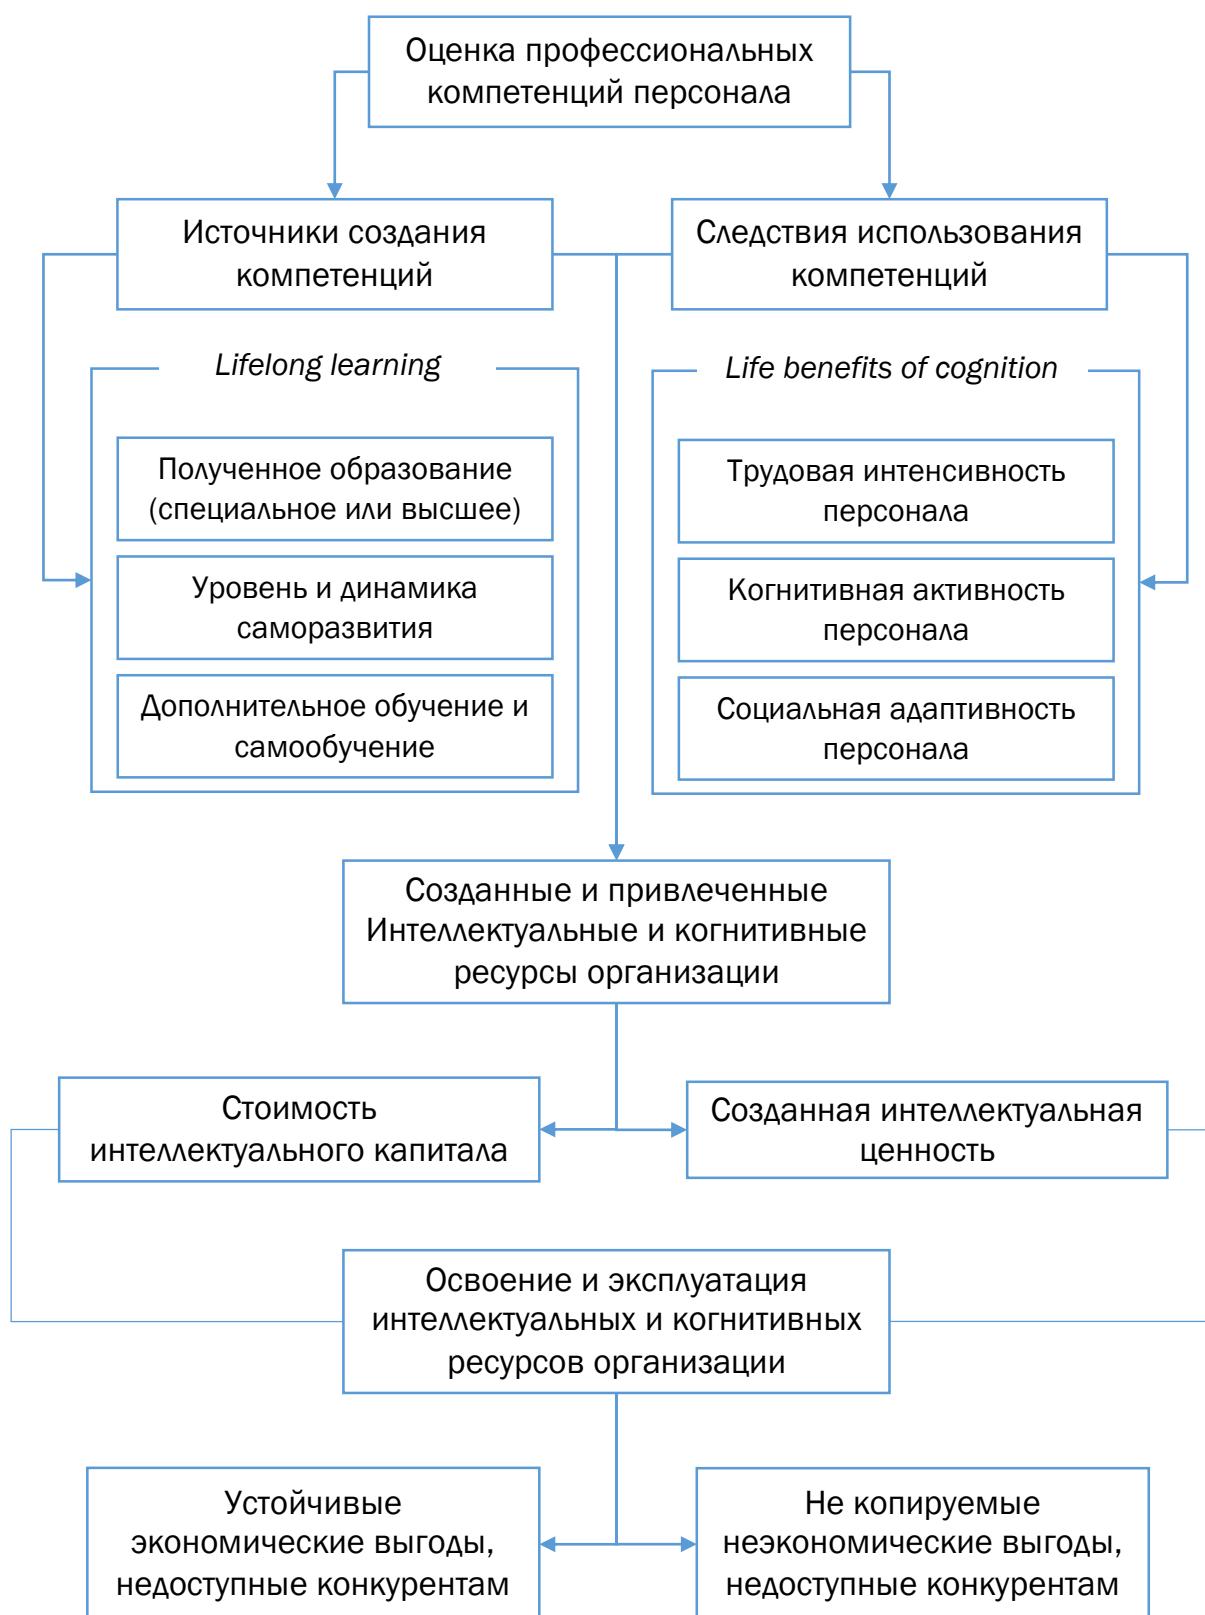 Оценка профессиональных
компетенций персонала
Источники создания
компетенций
Следствия использования
компетенций
Lifelong learning
Полученное образование
(специальное или высшее)
Уровень и динамика
саморазвития
Дополнительное обучение и
самообучение
Life benefits of cognition
Трудовая интенсивность
персонала
Когнитивная активность
персонала
Социальная адаптивность
персонала
Созданные и привлеченные
Интеллектуальные и когнитивные
ресурсы организации
Стоимость
интеллектуального капитала
Созданная интеллектуальная
ценность
Освоение и эксплуатация
интеллектуальных и когнитивных
ресурсов организации
Устойчивые
экономические выгоды,
недоступные конкурентам
Не копируемые
неэкономические выгоды,
недоступные конкурентам